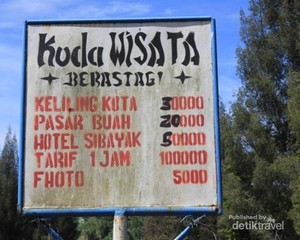 Kuda WISATA
BERASTAGI
KELILING KUTA 30000
PASAR BUAH 20000
HOTEL SIBAYAK 50000
TARIF 1 JAM 100000
FHOTO 5000
Published by
detiktravel